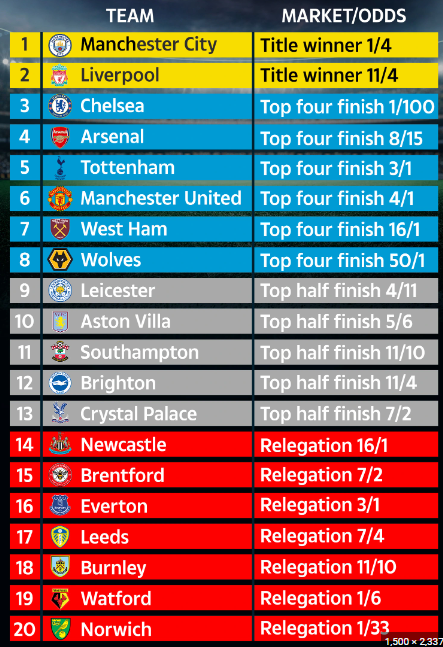 TEAM MARKET/ODDS
1 Manchester City Title winner 1/4
2 Liverpool Title winner 11/4
3 Chelsea Top four finish 1/100
4 Arsenal Top four finish 8/15
5 Tottenham Top four finish 3/1
6 Manchester United Top four finish 4/1
7 West Ham Top four finish 16/1
8 Wolves Top four finish 50/1
9 Leicester Top half finish 4/11
10 Aston Villa Top half finish 5/6
11 Southampton Top half finish 11/10
12 Brighton Top half finish 11/4
13 Crystal Palace Top half finish 7/2
14 Newcastle Relegation 16/1
15 Brentford Relegation 7/2
16 Everton Relegation 3/1
17 Leeds Relegation 7/4
18 Burnley Relegation 11/10
19 Watford Relegation 1/6
20 Norwich Relegation 1/33
1,500 × 2,337